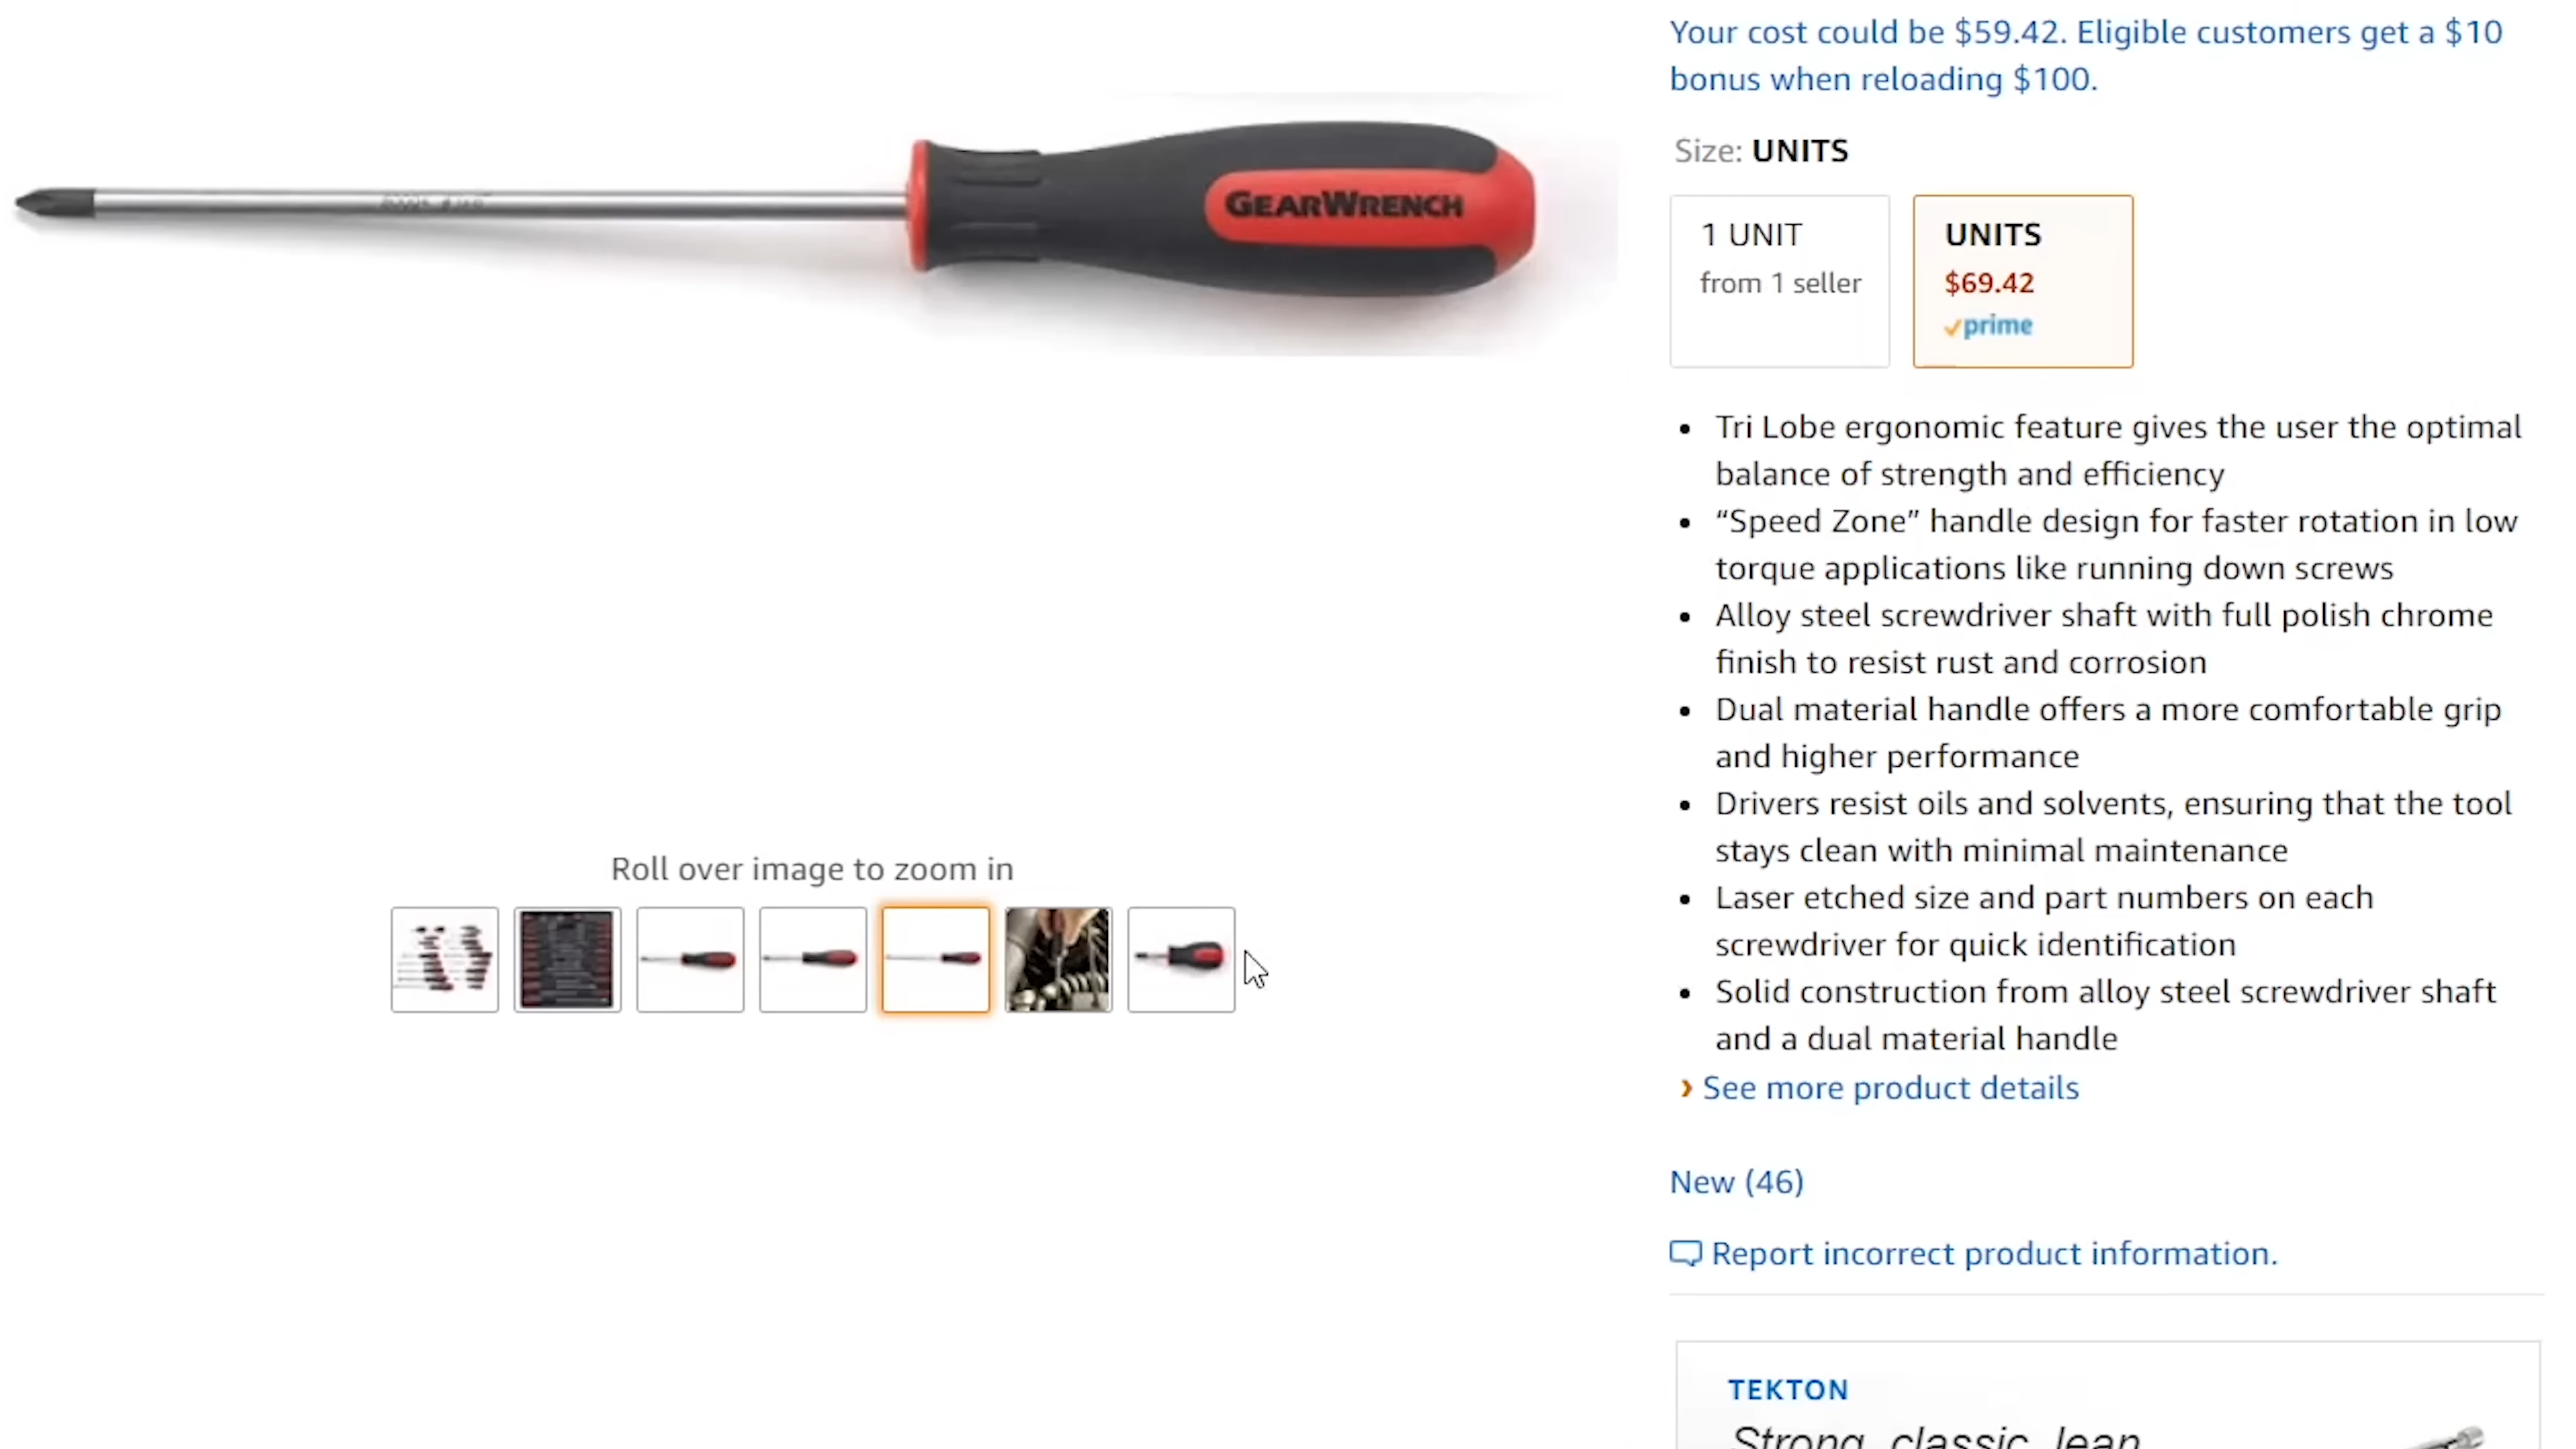 Your cost could be $59.42. Eligible customers get a $10
bonus when reloading $100.
Size: UNITS
1 UNIT
from 1 seller
UNITS
$69.42
prime
GEARWRENCH
Tri Lobe ergonomic feature gives the user the optimal
balance of strength and efficiency
“Speed Zone” handle design for faster rotation in low
torque applications like running down screws
Alloy steel screwdriver shaft with full polish chrome
finish to resist rust and corrosion
Dual material handle offers a more comfortable grip
and higher performance
Drivers resist oils and solvents, ensuring that the tool
stays clean with minimal maintenance
Laser etched size and part numbers on each
screwdriver for quick identification
Solid construction from alloy steel screwdriver shaft
and a dual material handle
› See more product details
Roll over image to zoom in
New (46)
Report incorrect product information.
TEKTON
Strong, classic, lean